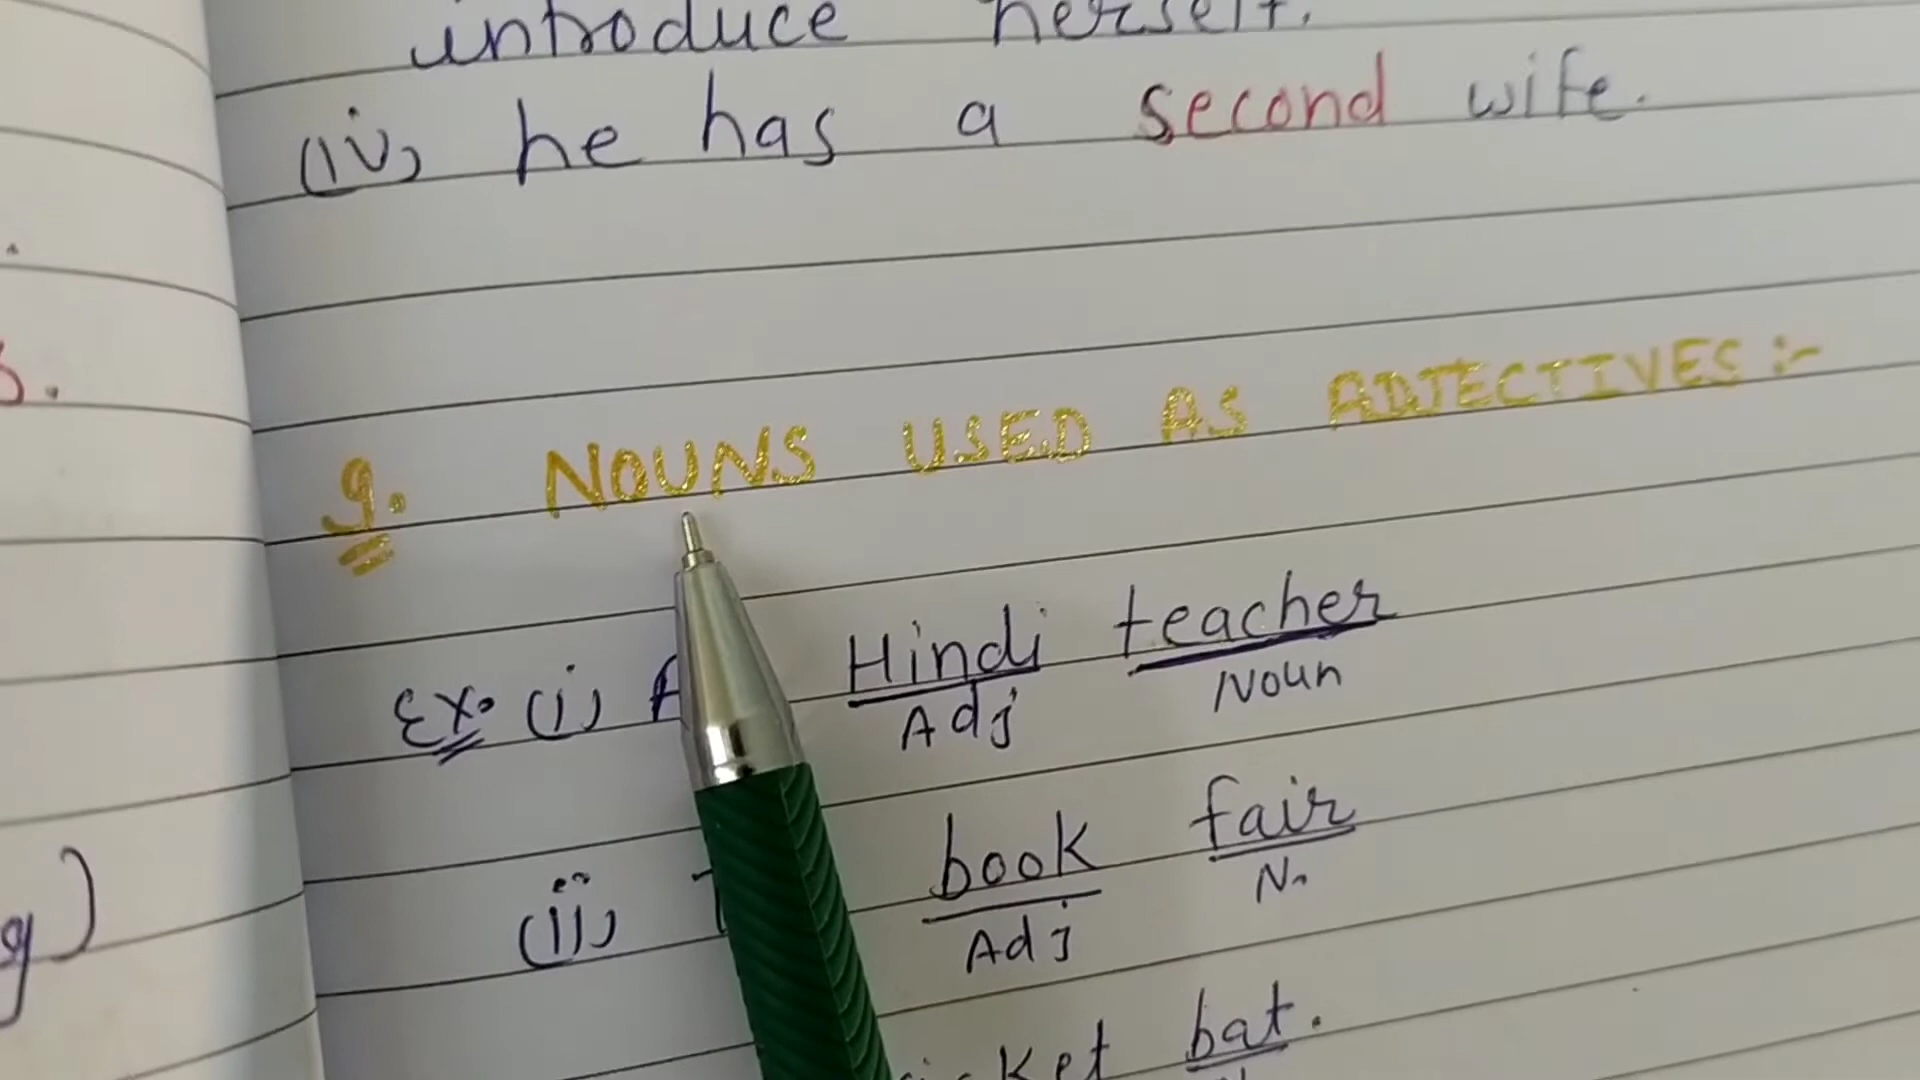 introduce herself.
(iv) he has a second wife.
9. NOUNS USED AS ADJECTIVES :-
Ex. (i) A Hindi teacher
Adj Noun
(ii) book fair
Adj N.
bat.